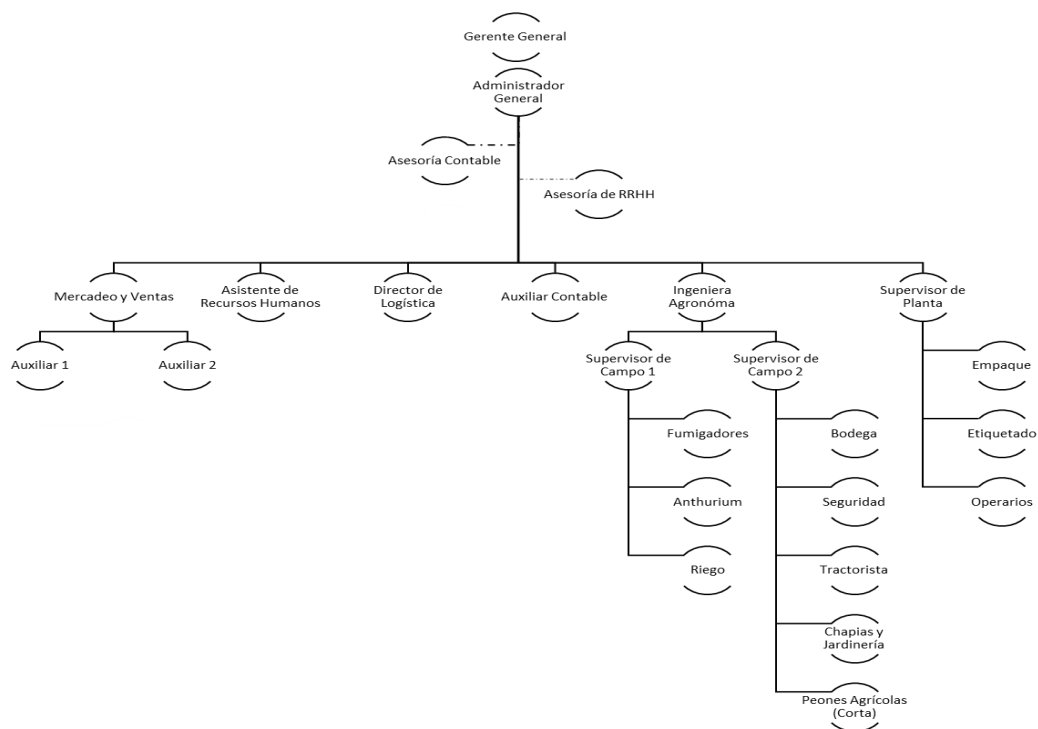 Gerente General
Administrador
General
Asesoría Contable
Asesoría de RRHH
Mercadeo y Ventas
Asistente de
Recursos Humanos
Director de
Logística
Auxiliar Contable
Ingeniera
Agronóma
Supervisor de
Planta
Auxiliar 1
Auxiliar 2
Supervisor de
Campo 1
Supervisor de
Campo 2
Empaque
Fumigadores
Bodega
Etiquetado
Anthurium
Seguridad
Operarios
Riego
Tractorista
Chapias y
Jardinería
Peones Agrícolas
(Corta)